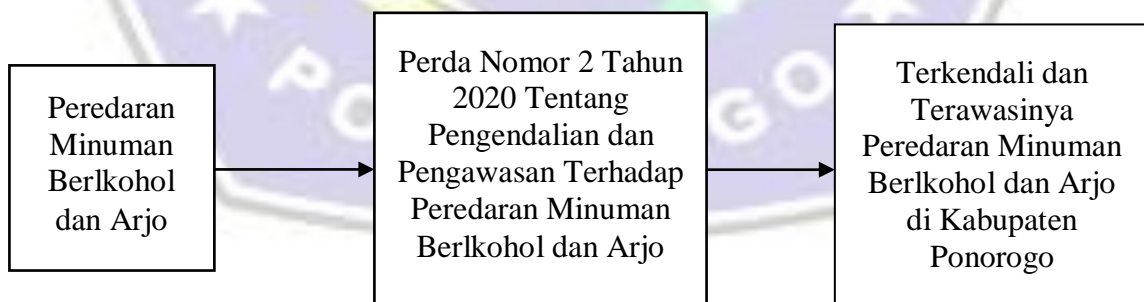 Peredaran
Minuman
Berlkohol
dan Arjo
Perda Nomor 2 Tahun
2020 Tentang
Pengendalian dan
Pengawasan Terhadap
Peredaran Minuman
Berlkohol dan Arjo
Terkendali dan
Terawasinya
Peredaran Minuman
Berlkohol dan Arjo
di Kabupaten
Ponorogo